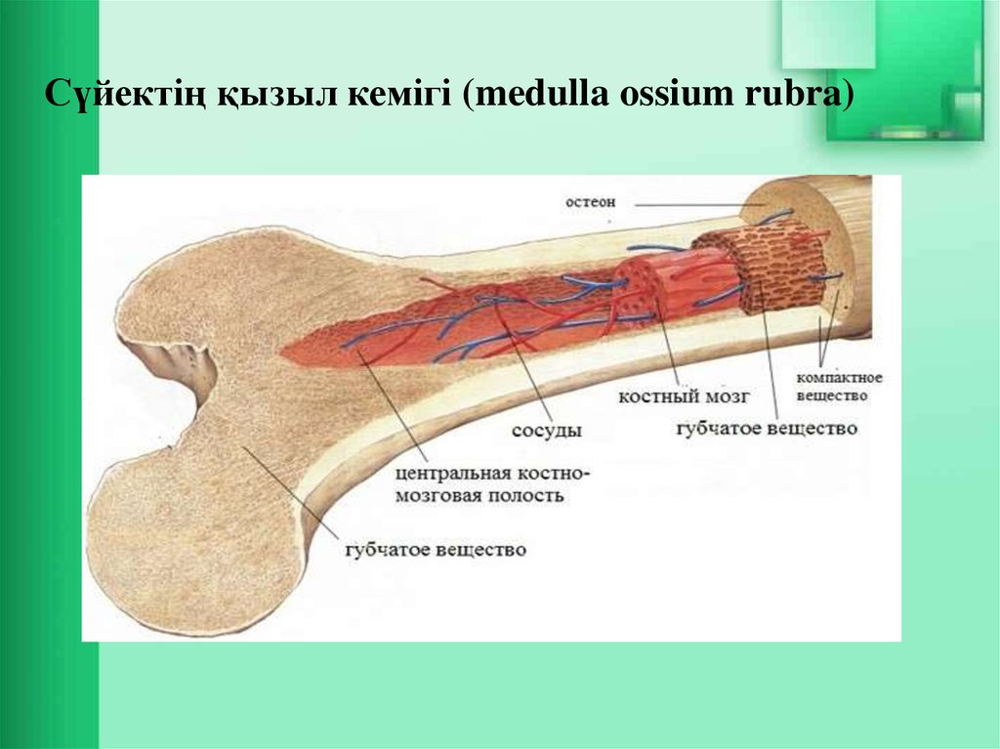 Сүйектің қызыл кемігі (medulla ossium rubra)
остеон
компактное
вещество
костный мозг
губчатое вещество
сосуды
центральная костно-
мозговая полость
губчатое вещество